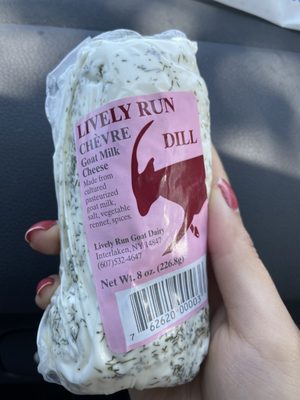 LIVELY RUN
CHÈVRE
Goat Milk
Cheese
DILL
Made from
cultured
pasteurized
goat milk,
salt, vegetable
rennet, spices.
Lively Run Goat Dairy
Interlaken, NY 14847
(607)532-4647
Net Wt. 8 oz. (226.8g)
7 62620 00003